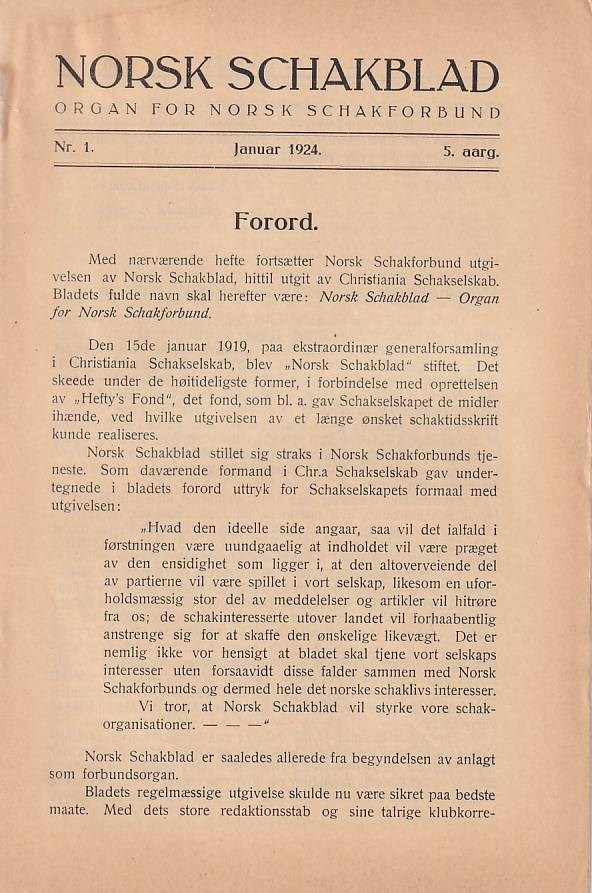 NORSK SCHAKBLAD
ORGAN FOR NORSK SCHAKFORBUND
Nr. 1. Januar 1924. 5. aarg.
Forord.
Med nærværende hefte fortsætter Norsk Schakforbund utgi-
velsen av Norsk Schakblad, hittil utgit av Christiania Schakselskab.
Bladets fulde navn skal herefter være: Norsk Schakblad — Organ
for Norsk Schakforbund.
Den 15de januar 1919, paa ekstraordinær generalforsamling
i Christiania Schakselskab, blev „Norsk Schakblad" stiftet. Det
skeede under de høitideligste former, i forbindelse med oprettelsen
av „Hefty's Fond", det fond, som bl. a. gav Schakselskapet de midler
ihænde, ved hvilke utgivelsen av et længe ønsket schaktidsskrift
kunde realiseres.
Norsk Schakblad stillet sig straks i Norsk Schakforbunds tje-
neste. Som daværende formand i Chr.a Schakselskab gav under-
tegnede i bladets forord uttryk for Schakselskapets formaal med
utgivelsen:
„Hvad den ideelle side angaar, saa vil det ialfald i
førstningen være uundgaaelig at indholdet vil være præget
av den ensidighet som ligger i, at den altoverveiende del
av partierne vil være spillet i vort selskap, likesom en ufor-
holdsmæssig stor del av meddelelser og artikler vil hitrøre
fra os; de schakinteresserte utover landet vil forhaabentlig
anstrenge sig for at skaffe den ønskelige likevægt. Det er
nemlig ikke vor hensigt at bladet skal tjene vort selskaps
interesser uten forsaavidt disse falder sammen med Norsk
Schakforbunds og dermed hele det norske schaklivs interesser.
Vi tror, at Norsk Schakblad vil styrke vore schak-
organisationer. — — —"
Norsk Schakblad er saaledes allerede fra begyndelsen av anlagt
som forbundsorgan.
Bladets regelmæssige utgivelse skulde nu være sikret paa bedste
maate. Med dets store redaktionsstab og sine talrige klubkorre-